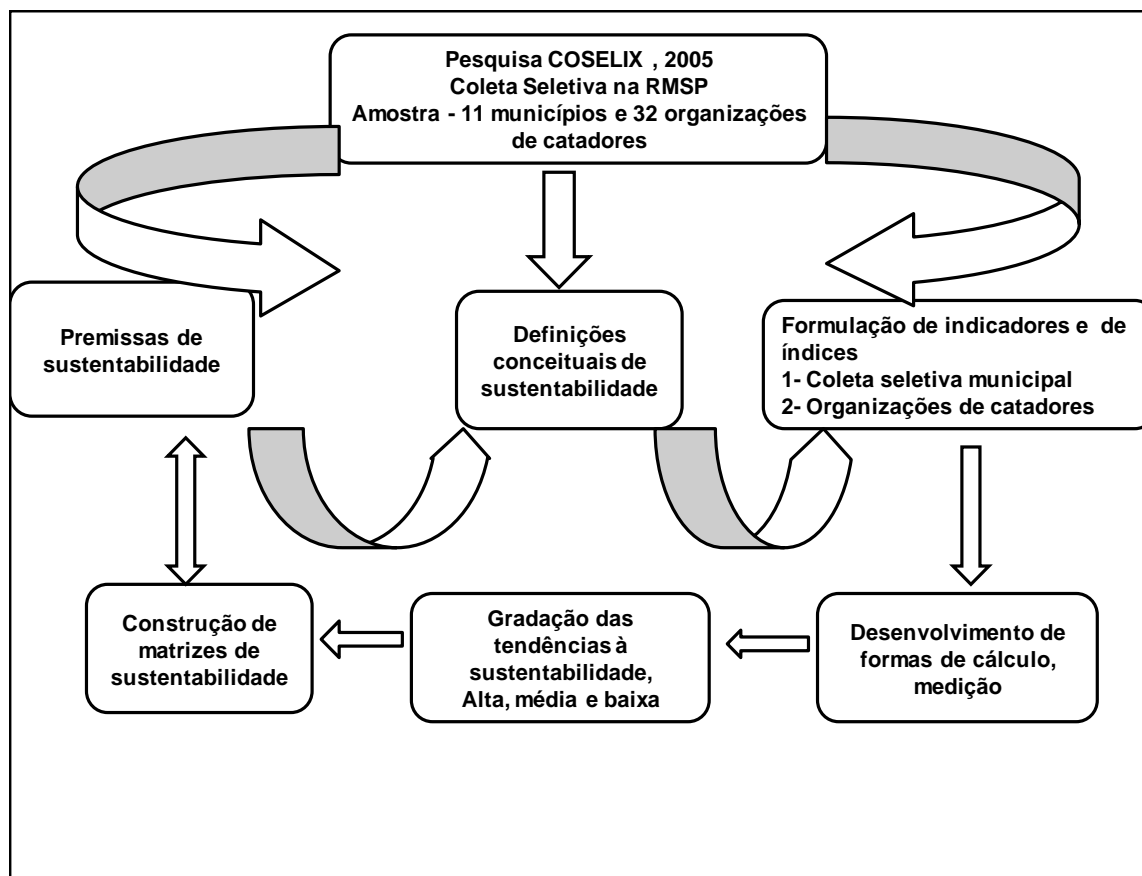 Pesquisa COSELIX , 2005
Coleta Seletiva na RMSP
Amostra - 11 municípios e 32 organizações
de catadores
Premissas de
sustentabilidade
Definições
conceituais de
sustentabilidade
Formulação de indicadores e de
índices
1- Coleta seletiva municipal
2- Organizações de catadores
Construção de
matrizes de
sustentabilidade
Gradação das
tendências à
sustentabilidade,
Alta, média e baixa
Desenvolvimento de
formas de cálculo,
medição